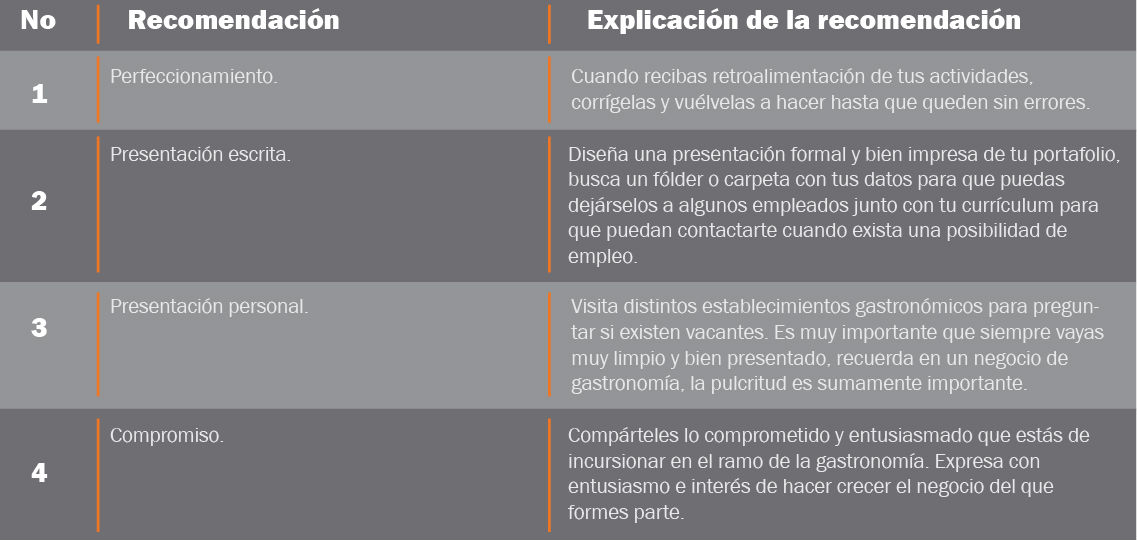 No Recomendación Explicación de la recomendación
1
Perfeccionamiento.
Cuando recibas retroalimentación de tus actividades,
corrígelas y vuélvelas a hacer hasta que queden sin errores.
2
Presentación escrita.
Diseña una presentación formal y bien impresa de tu portafolio,
busca un fólder o carpeta con tus datos para que puedas
dejárselos a algunos empleados junto con tu currículum para
que puedan contactarte cuando exista una posibilidad de
empleo.
3
Presentación personal.
Visita distintos establecimientos gastronómicos para pregun-
tar si existen vacantes. Es muy importante que siempre vayas
muy limpio y bien presentado, recuerda en un negocio de
gastronomía, la pulcritud es sumamente importante.
4
Compromiso.
Compárteles lo comprometido y entusiasmado que estás de
incursionar en el ramo de la gastronomía. Expresa con
entusiasmo e interés de hacer crecer el negocio del que
formes parte.